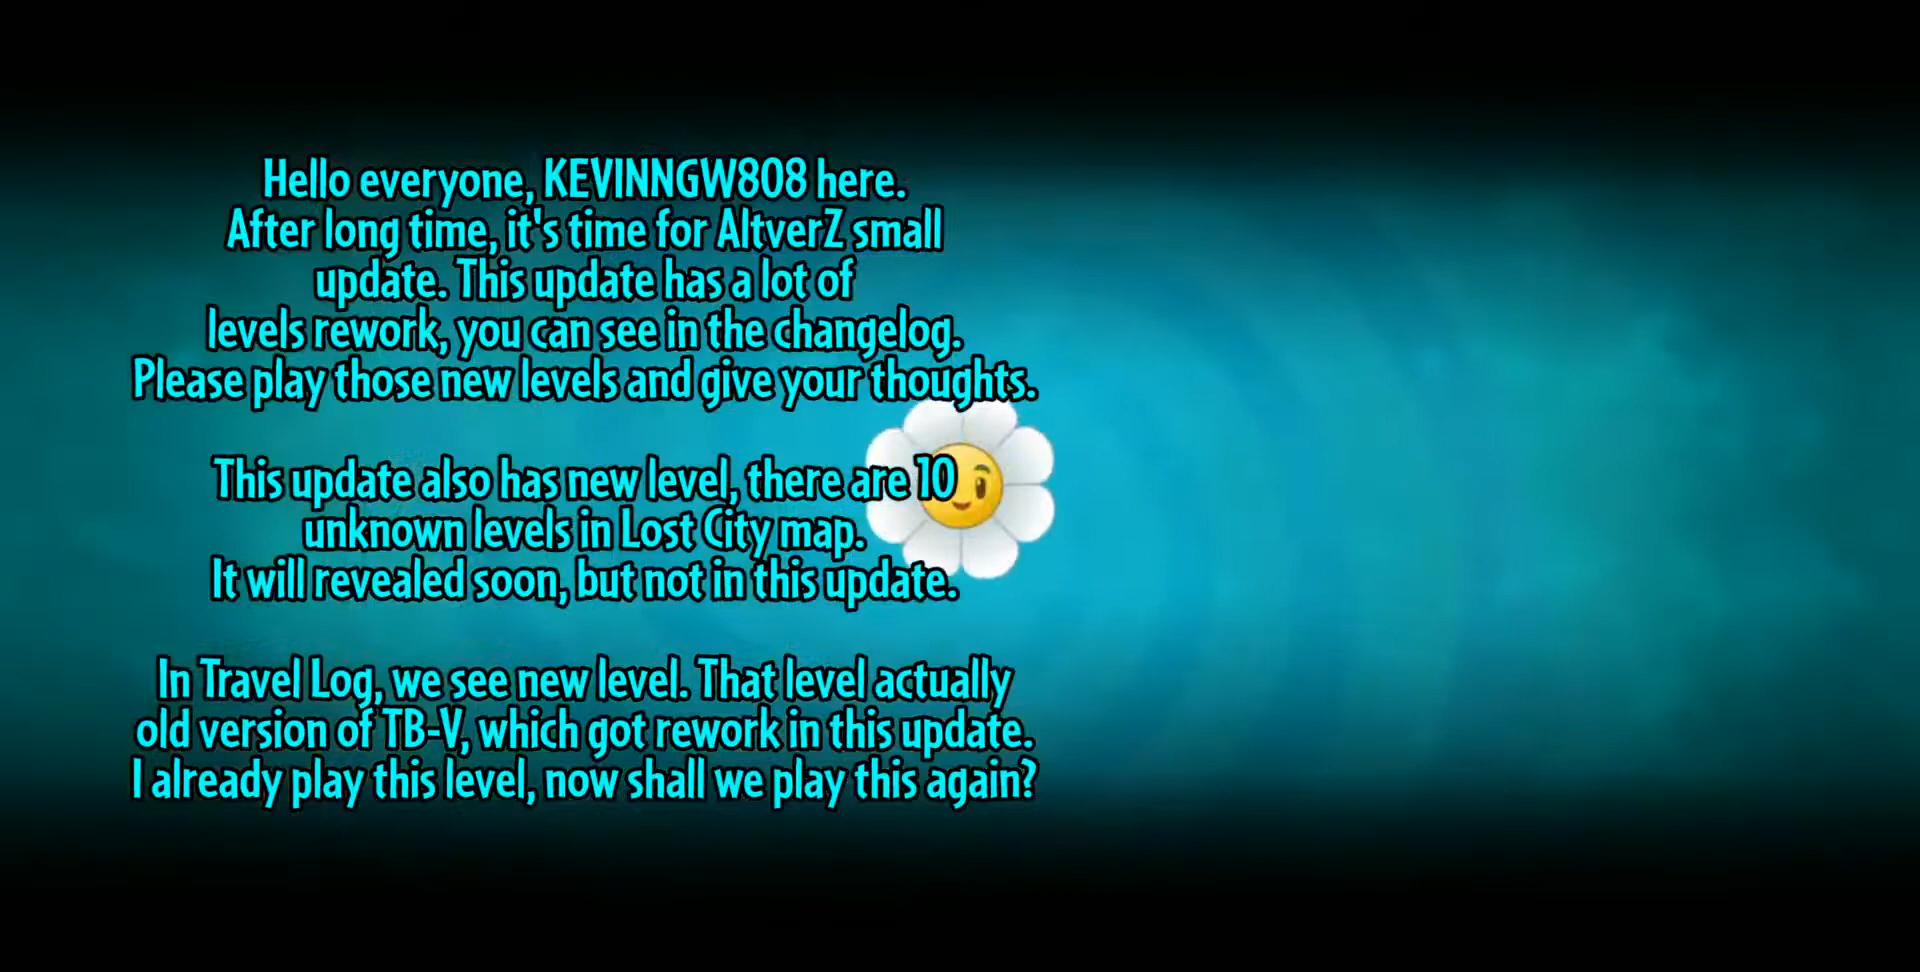 Hello everyone, KEVINNGW808 here.
After long time, it's time for AltverZ small
update. This update has a lot of
levels rework, you can see in the changelog.
Please play those new levels and give your thoughts.
This update also has new level, there are 10
unknown levels in Lost City map.
It will revealed soon, but not in this update.
In Travel Log, we see new level. That level actually
old version of TB-V, which got rework in this update.
I already play this level, now shall we play this again?